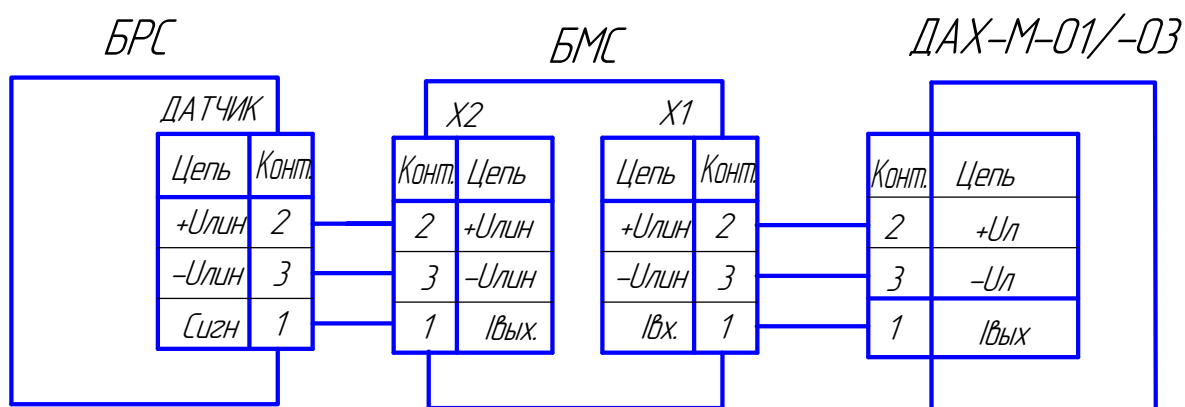 БРС
БМС
ДАХ-М-01/-03
ДАТЧИК
Цепь Конт.
+Uлин 2
-Uлин 3
Сигн 1
X2
Конт. Цепь
2 +Uлин
3 -Uлин
1 Iвых.
X1
Цепь Конт.
+Uлин 2
-Uлин 3
Iвх. 1
Конт. Цепь
2 +Uл
3 -Uл
1 Iвых